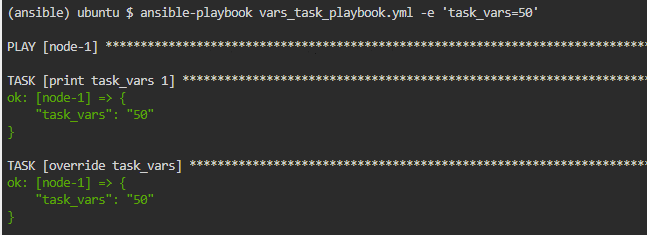 (ansible) ubuntu $ ansible-playbook vars_task_playbook.yml -e 'task_vars=50'
PLAY [node-1] *********************************************************************************
TASK [print task_vars 1] **********************************************************************
ok: [node-1] => {
    "task_vars": "50"
}
TASK [override task_vars] *********************************************************************
ok: [node-1] => {
    "task_vars": "50"
}